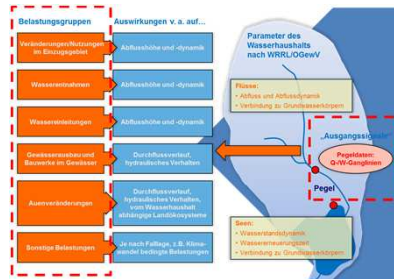 Belastungsgruppen
Auswirkungen v. a. auf…
Veränderungen/Nutzungen
im Einzugsgebiet
Abflusshöhe und -dynamik
Wasserentnahmen
Abflusshöhe und -dynamik
Wassereinleitungen
Abflusshöhe und -dynamik
Gewässerausbau und
Bauwerke im Gewässer
Durchflussverlauf,
hydraulisches Verhalten
Auenveränderungen
Durchflussverlauf,
hydraulisches Verhalten,
vom Wasserhaushalt
abhängige Landökosysteme
Sonstige Belastungen
Je nach Falllage, z.B. Klima-
wandel bedingte Belastungen
Parameter des
Wasserhaushalts
nach WRRL/OGewV
Flüsse:
• Abfluss und Abflussdynamik
• Verbindung zu Grundwasserkörpern
„Ausgangssignale“
Pegeldaten:
Q-/W-Ganglinien
Pegel
Seen:
• Wasserstandsdynamik
• Wassererneuerungszeit
• Verbindung zu Grundwasserkörpern